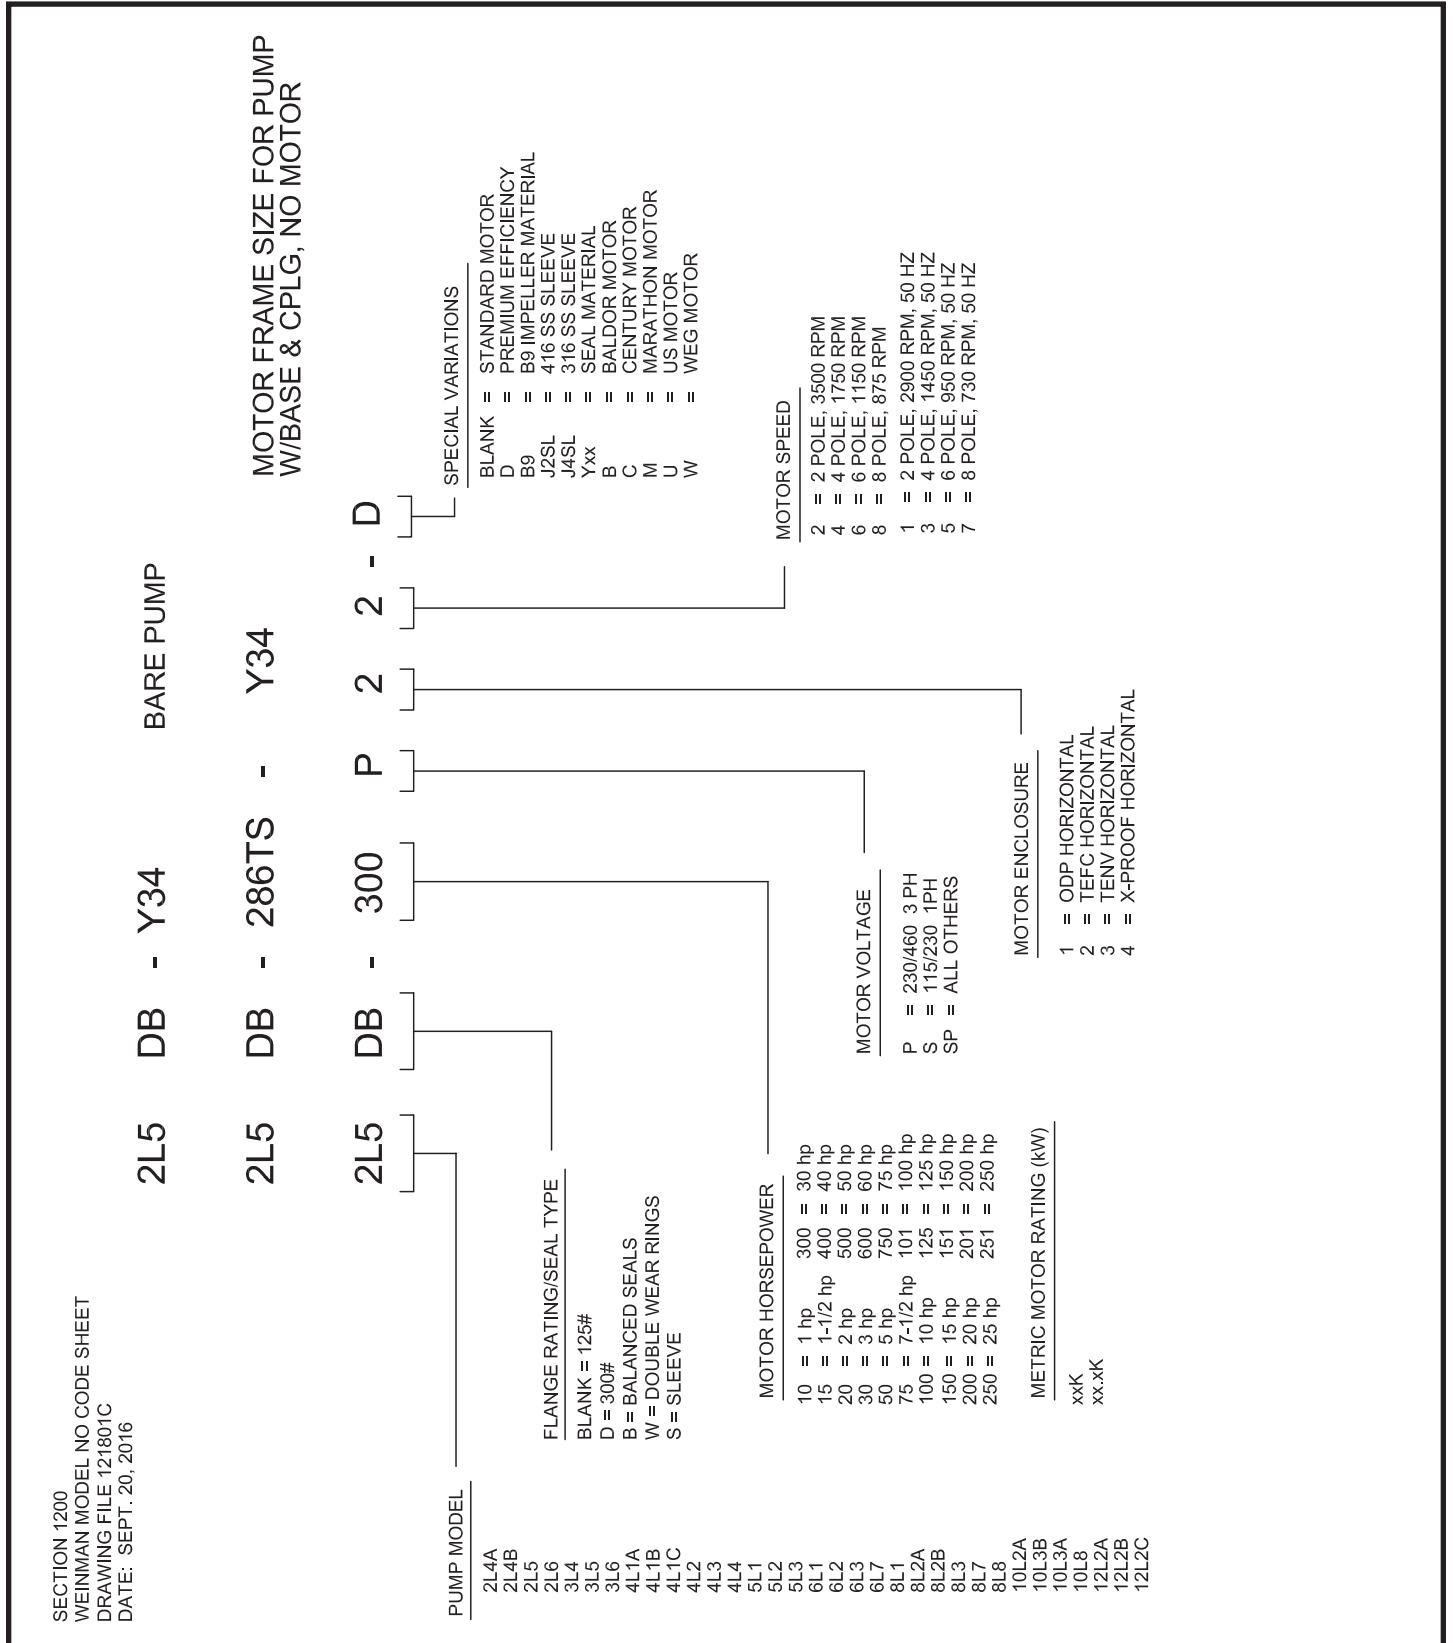 SECTION 1200
WEINMAN MODEL NO CODE SHEET
DRAWING FILE 121801C
DATE: SEPT. 20, 2016
2L5 DB - Y34 BARE PUMP
2L5 DB - 286TS - Y34 MOTOR FRAME SIZE FOR PUMP
W/BASE & CPLG, NO MOTOR
2L5 DB - 300 P 2 2 - D
PUMP MODEL
2L4A
2L4B
2L5
2L6
3L4
3L5
3L6
4L1A
4L1B
4L1C
4L2
4L3
4L4
5L1
5L2
5L3
6L1
6L2
6L3
6L7
8L1
8L2A
8L2B
8L3
8L7
8L8
10L2A
10L3B
10L3A
10L8
12L2A
12L2B
12L2C
FLANGE RATING/SEAL TYPE
BLANK = 125#
D = 300#
B = BALANCED SEALS
W = DOUBLE WEAR RINGS
S = SLEEVE
MOTOR HORSEPOWER
10 = 1 hp 300 = 30 hp
15 = 1-1/2 hp 400 = 40 hp
20 = 2 hp 500 = 50 hp
30 = 3 hp 600 = 60 hp
50 = 5 hp 750 = 75 hp
75 = 7-1/2 hp 101 = 100 hp
100 = 10 hp 125 = 125 hp
150 = 15 hp 151 = 150 hp
200 = 20 hp 201 = 200 hp
250 = 25 hp 251 = 250 hp
METRIC MOTOR RATING (kW)
xxK
xx.xK
MOTOR VOLTAGE
P = 230/460 3 PH
S = 115/230 1PH
SP = ALL OTHERS
MOTOR ENCLOSURE
1 = ODP HORIZONTAL
2 = TEFC HORIZONTAL
3 = TENV HORIZONTAL
4 = X-PROOF HORIZONTAL
MOTOR SPEED
2 = 2 POLE, 3500 RPM
4 = 4 POLE, 1750 RPM
6 = 6 POLE, 1150 RPM
8 = 8 POLE, 875 RPM
1 = 2 POLE, 2900 RPM, 50 HZ
3 = 4 POLE, 1450 RPM, 50 HZ
5 = 6 POLE, 950 RPM, 50 HZ
7 = 8 POLE, 730 RPM, 50 HZ
SPECIAL VARIATIONS
BLANK = STANDARD MOTOR
D = PREMIUM EFFICIENCY
B9 = B9 IMPELLER MATERIAL
J2SL = 416 SS SLEEVE
J4SL = 316 SS SLEEVE
Yxx = SEAL MATERIAL
B = BALDOR MOTOR
C = CENTURY MOTOR
M = MARATHON MOTOR
U = US MOTOR
W = WEG MOTOR